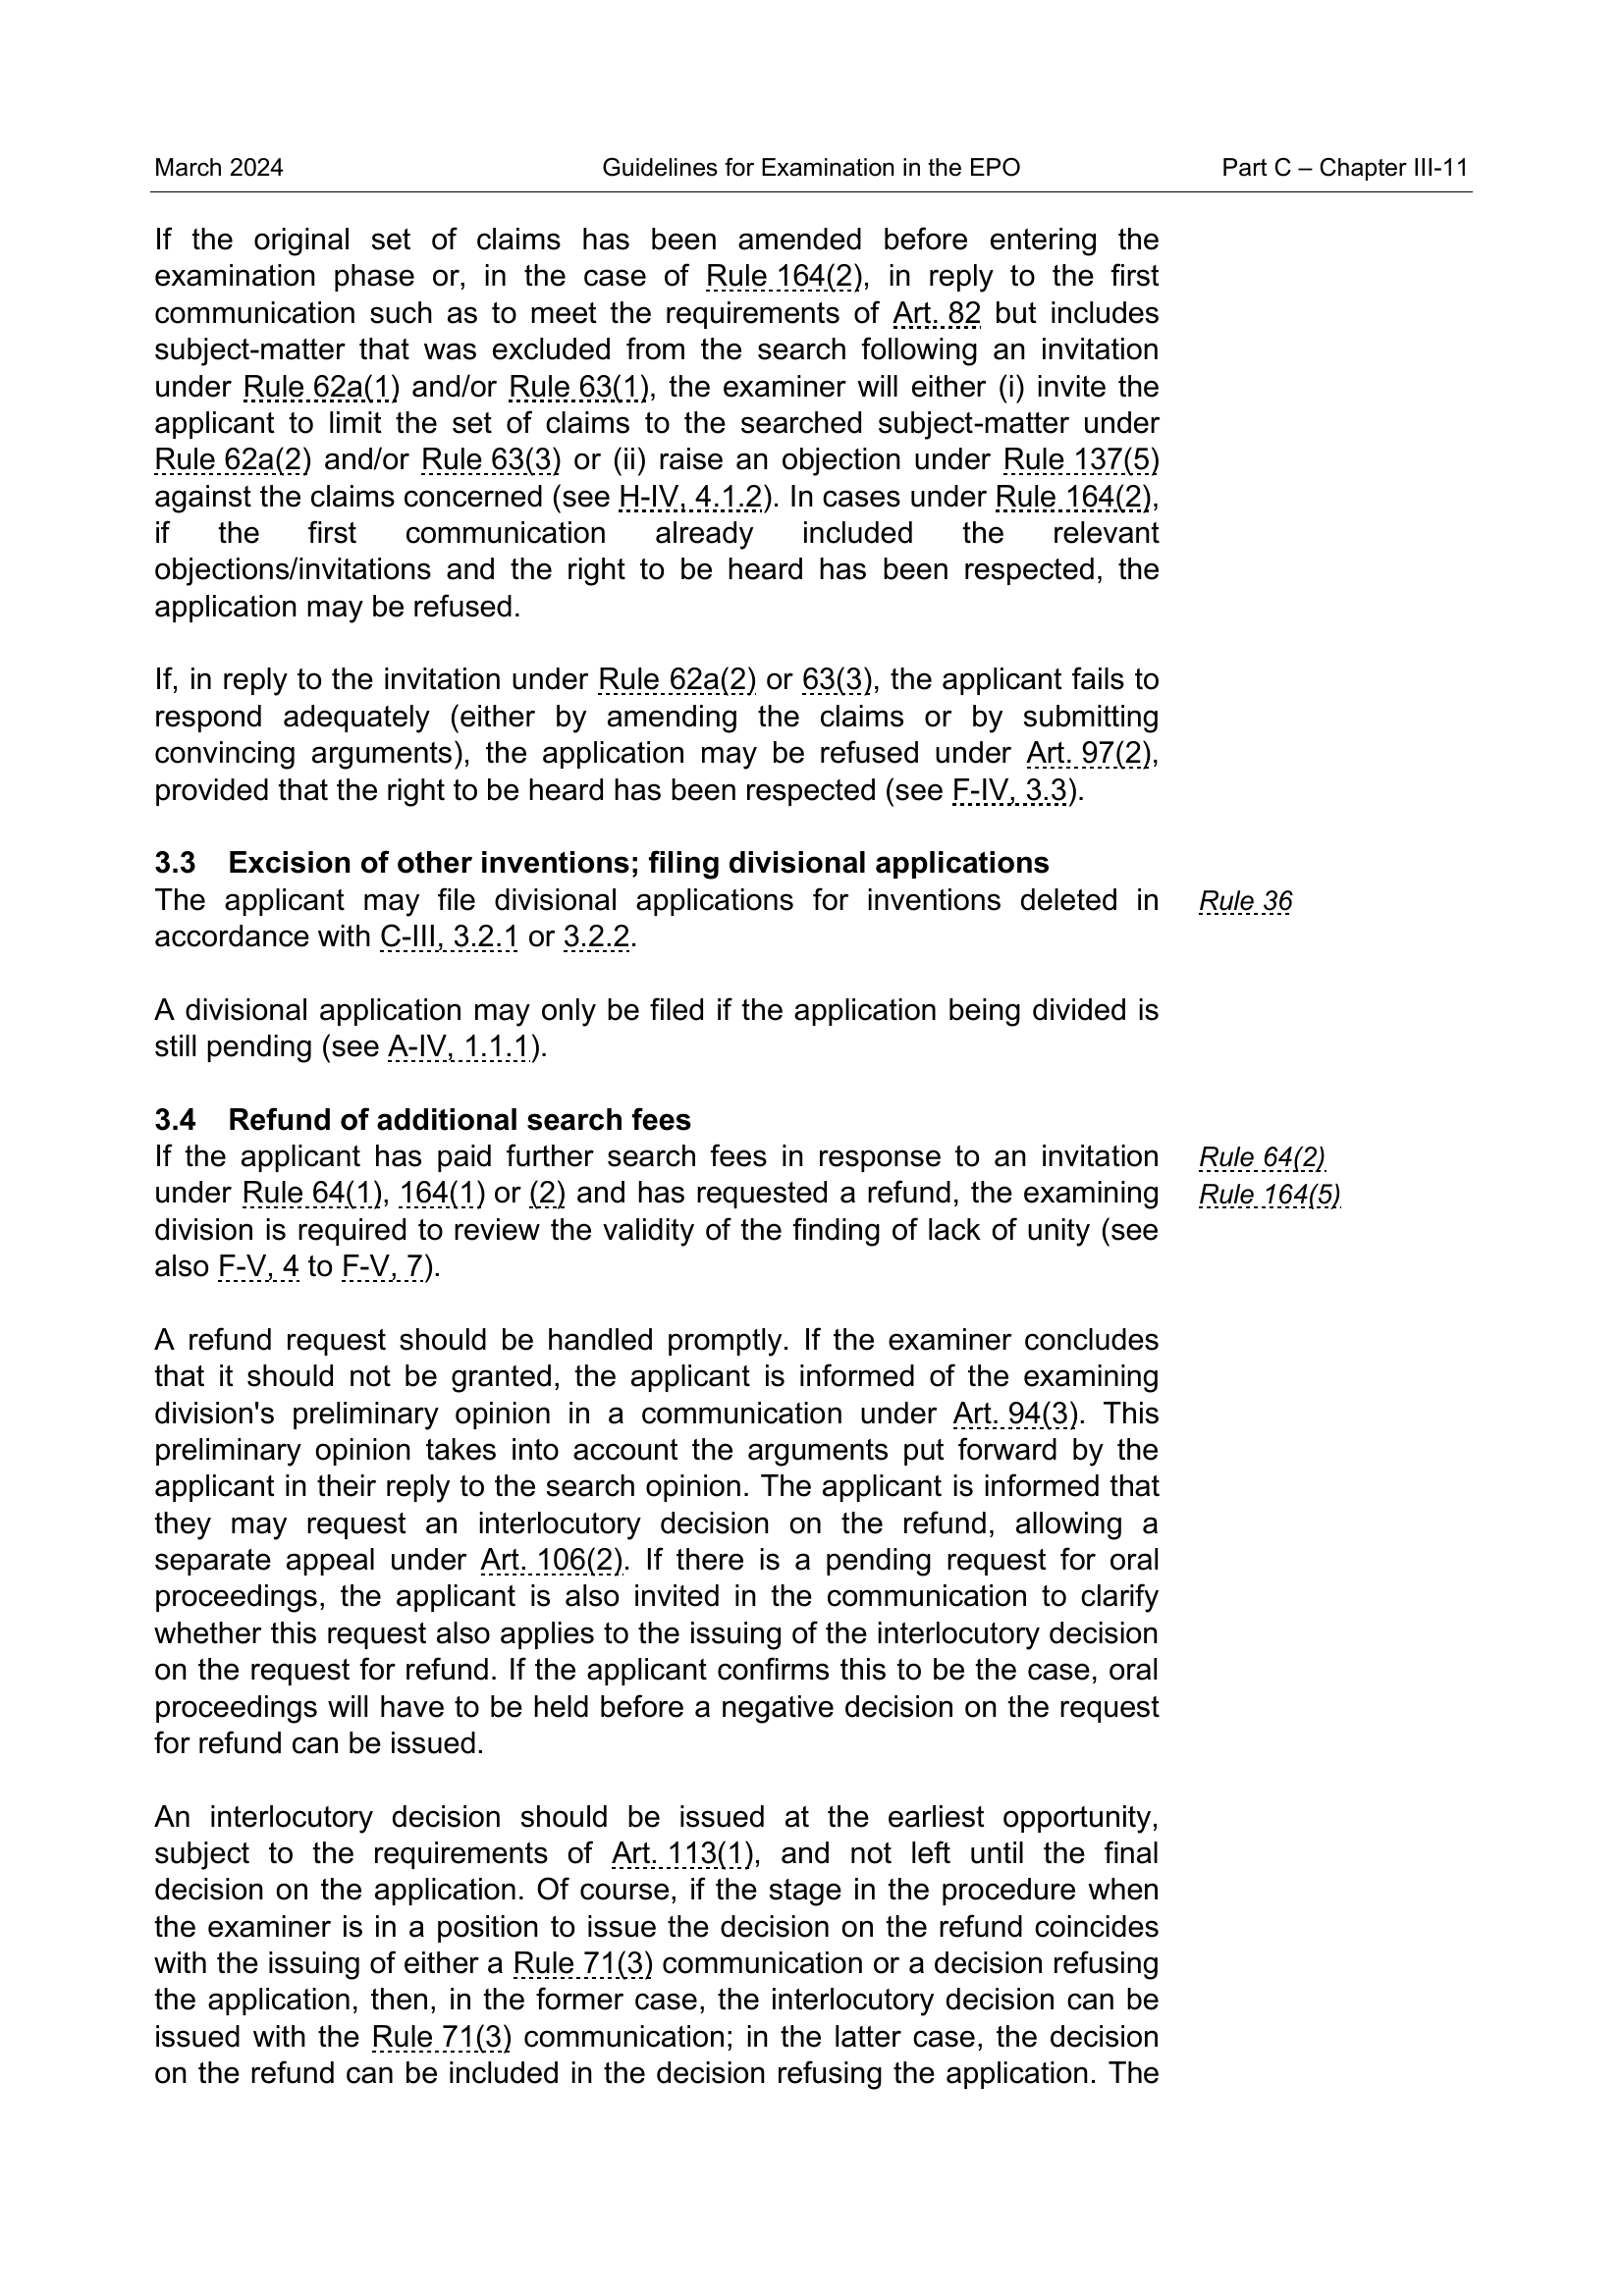 March 2024 Guidelines for Examination in the EPO Part C – Chapter III-11
If the original set of claims has been amended before entering the
examination phase or, in the case of Rule 164(2), in reply to the first
communication such as to meet the requirements of Art. 82 but includes
subject-matter that was excluded from the search following an invitation
under Rule 62a(1) and/or Rule 63(1), the examiner will either (i) invite the
applicant to limit the set of claims to the searched subject-matter under
Rule 62a(2) and/or Rule 63(3) or (ii) raise an objection under Rule 137(5)
against the claims concerned (see H-IV, 4.1.2). In cases under Rule 164(2),
if the first communication already included the relevant
objections/invitations and the right to be heard has been respected, the
application may be refused.
If, in reply to the invitation under Rule 62a(2) or 63(3), the applicant fails to
respond adequately (either by amending the claims or by submitting
convincing arguments), the application may be refused under Art. 97(2),
provided that the right to be heard has been respected (see F-IV, 3.3).
3.3 Excision of other inventions; filing divisional applications
The applicant may file divisional applications for inventions deleted in Rule 36
accordance with C-III, 3.2.1 or 3.2.2.
A divisional application may only be filed if the application being divided is
still pending (see A-IV, 1.1.1).
3.4 Refund of additional search fees
If the applicant has paid further search fees in response to an invitation Rule 64(2)
under Rule 64(1), 164(1) or (2) and has requested a refund, the examining Rule 164(5)
division is required to review the validity of the finding of lack of unity (see
also F-V, 4 to F-V, 7).
A refund request should be handled promptly. If the examiner concludes
that it should not be granted, the applicant is informed of the examining
division's preliminary opinion in a communication under Art. 94(3). This
preliminary opinion takes into account the arguments put forward by the
applicant in their reply to the search opinion. The applicant is informed that
they may request an interlocutory decision on the refund, allowing a
separate appeal under Art. 106(2). If there is a pending request for oral
proceedings, the applicant is also invited in the communication to clarify
whether this request also applies to the issuing of the interlocutory decision
on the request for refund. If the applicant confirms this to be the case, oral
proceedings will have to be held before a negative decision on the request
for refund can be issued.
An interlocutory decision should be issued at the earliest opportunity,
subject to the requirements of Art. 113(1), and not left until the final
decision on the application. Of course, if the stage in the procedure when
the examiner is in a position to issue the decision on the refund coincides
with the issuing of either a Rule 71(3) communication or a decision refusing
the application, then, in the former case, the interlocutory decision can be
issued with the Rule 71(3) communication; in the latter case, the decision
on the refund can be included in the decision refusing the application. The